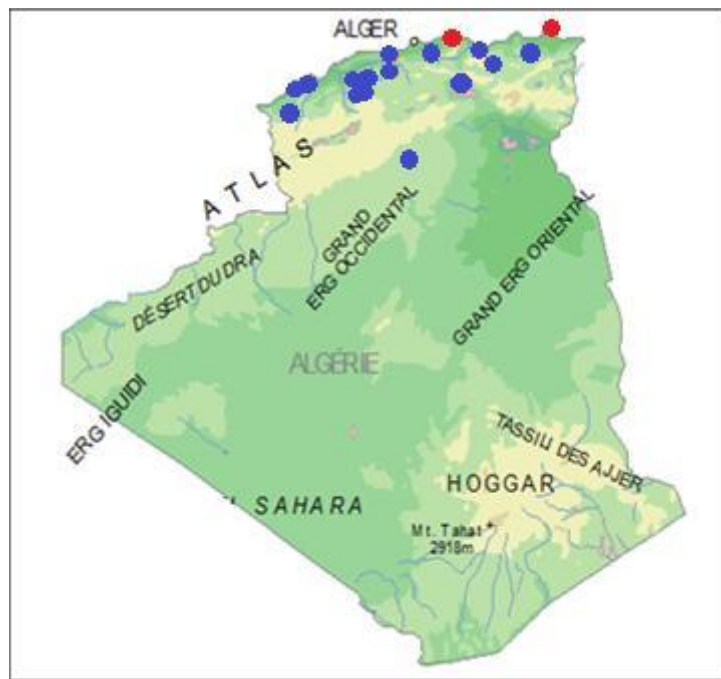 ALGER
ATLAS
GRAND
ERG OCCIDENTAL
DÉSERT DU DRA
GRAND ERG ORIENTAL
ALGÉRIE
ERG IGUIDI
TASSILI DES AJJER
HOGGAR
SAHARA
Mt. Tahat
2918m